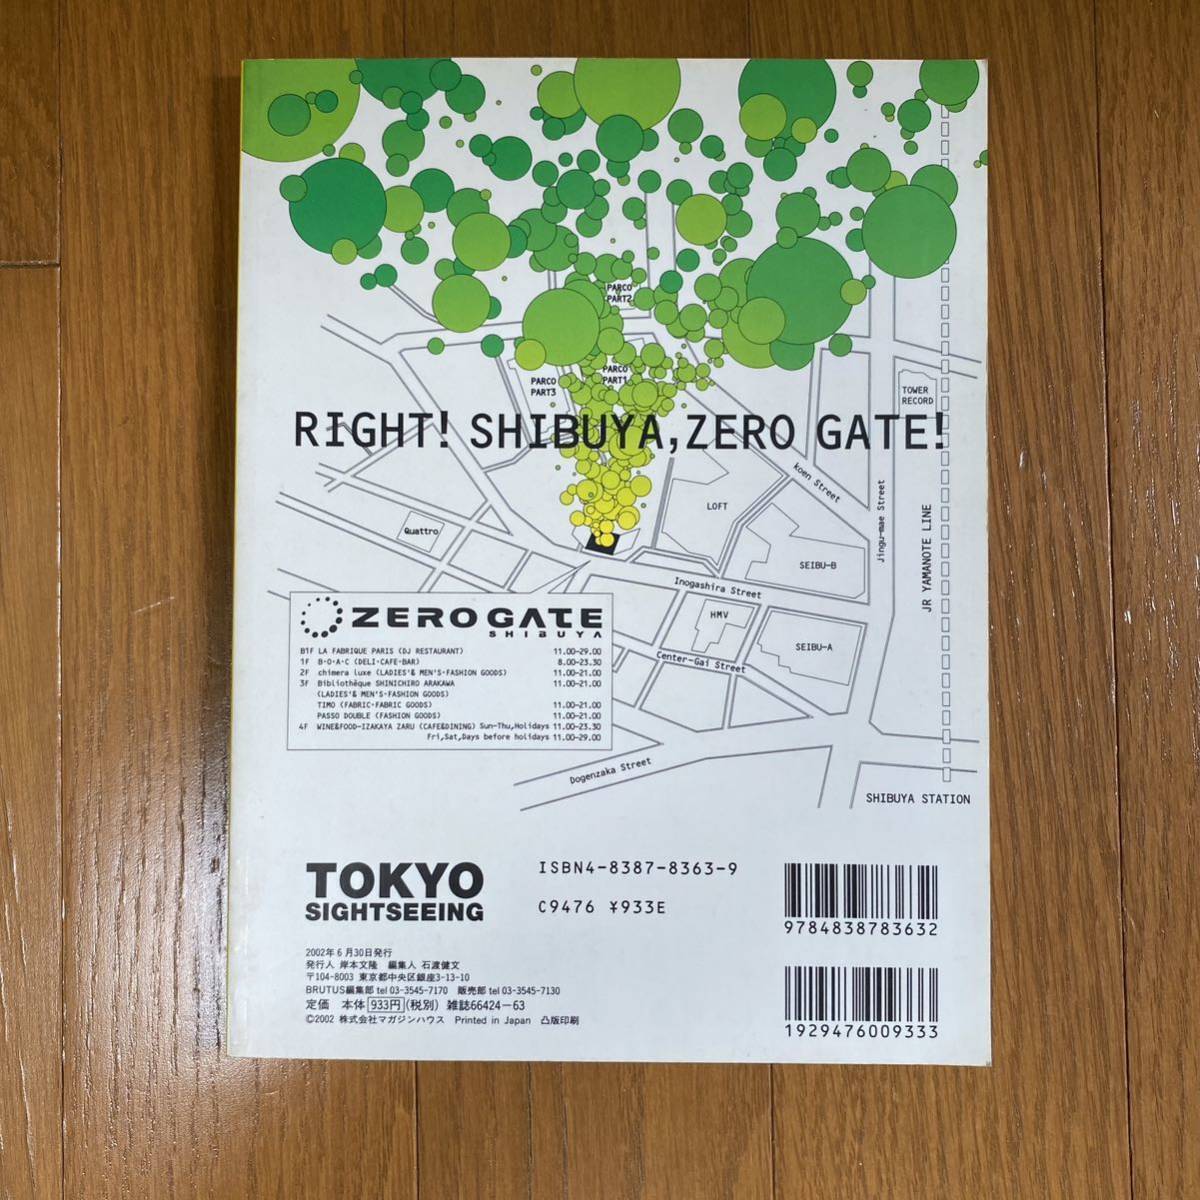 PARCO
PART2
PARCO
PART1
PARCO
PART3
TOWER
RECORD
RIGHT! SHIBUYA,ZERO GATE!
koen Street
LOFT
Jingu-mae Street
JR YAMANOTE LINE
Quattro
SEIBU-B
Inogashira Street
HMV
SEIBU-A
Center-Gai Street
ZEROGATE
SHIBUYA
B1F LA FABRIQUE PARIS (DJ RESTAURANT) 11.00-29.00
1F B·O·A·C (DELI·CAFE·BAR) 8.00-23.30
2F chimera luxe (LADIES'& MEN'S·FASHION GOODS) 11.00-21.00
3F Bibliothèque SHINICHIRO ARAKAWA 11.00-21.00
(LADIES'& MEN'S·FASHION GOODS)
TIMO (FABRIC·FABRIC GOODS) 11.00-21.00
PASSO DOUBLE (FASHION GOODS) 11.00-21.00
4F WINE&FOOD-IZAKAYA ZARU (CAFE&DINING) Sun-Thu,Holidays 11.00-23.30
Fri,Sat,Days before holidays 11.00-29.00
Dogenzaka Street
SHIBUYA STATION
TOKYO
SIGHTSEEING
ISBN4-8387-8363-9
C9476 ¥933E
9784838783632
2002年6月30日発行
発行人 岸本文隆 編集人 石渡健文
〒104-8003 東京都中央区銀座3-13-10
BRUTUS編集部 tel 03-3545-7170 販売部 tel 03-3545-7130
定価 本体933円(税別) 雑誌66424-63
©2002 株式会社マガジンハウス Printed in Japan 凸版印刷
1929476009333